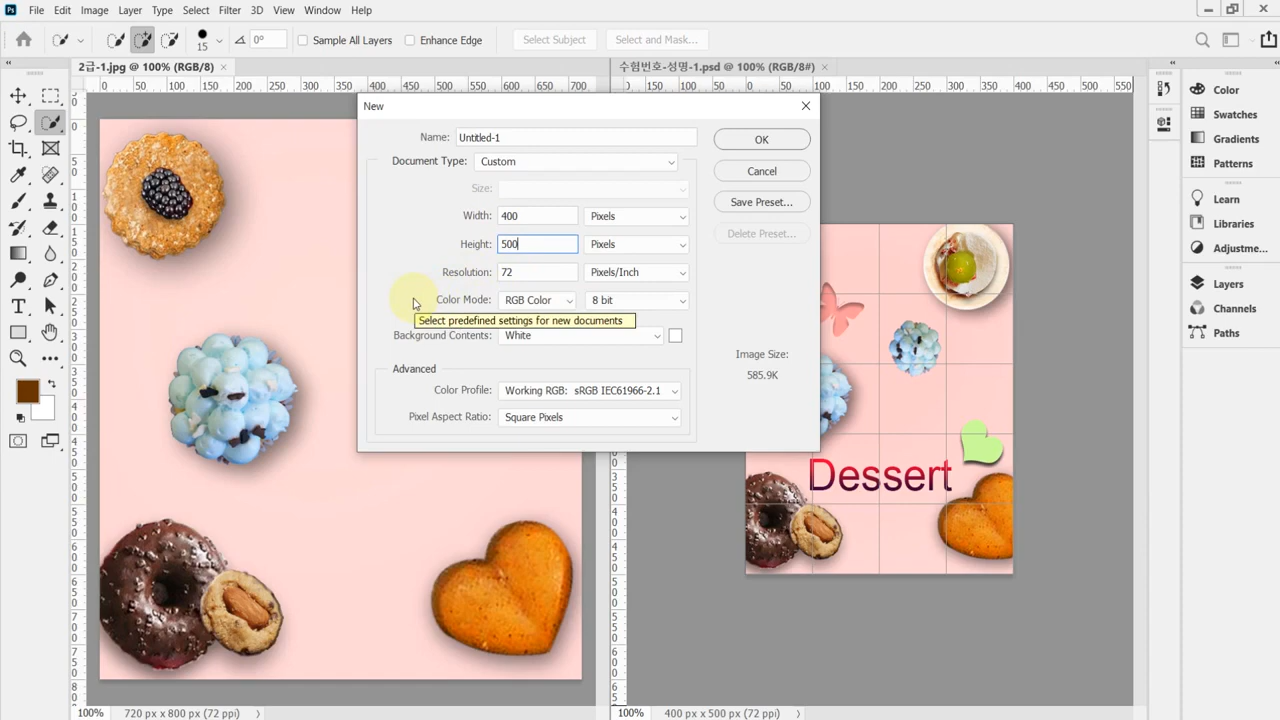 Ps File Edit Image Layer Type Select Filter 3D View Window Help
15 0° Sample All Layers Enhance Edge Select Subject Select and Mask...
2급-1.jpg @ 100% (RGB/8) × 수험번호-성명-1.psd @ 100% (RGB/8#) ×
New
Name: Untitled-1
OK
Document Type: Custom
Cancel
Size:
Save Preset...
Width: 400 Pixels
Delete Preset...
Height: 500 Pixels
Resolution: 72 Pixels/Inch
Color Mode: RGB Color 8 bit
Select predefined settings for new documents
Background Contents: White
Image Size:
585.9K
Advanced
Color Profile: Working RGB: sRGB IEC61966-2.1
Pixel Aspect Ratio: Square Pixels
Dessert
Color
Swatches
Gradients
Patterns
Learn
Libraries
Adjustme...
Layers
Channels
Paths
100% 720 px x 800 px (72 ppi)
100% 400 px x 500 px (72 ppi)